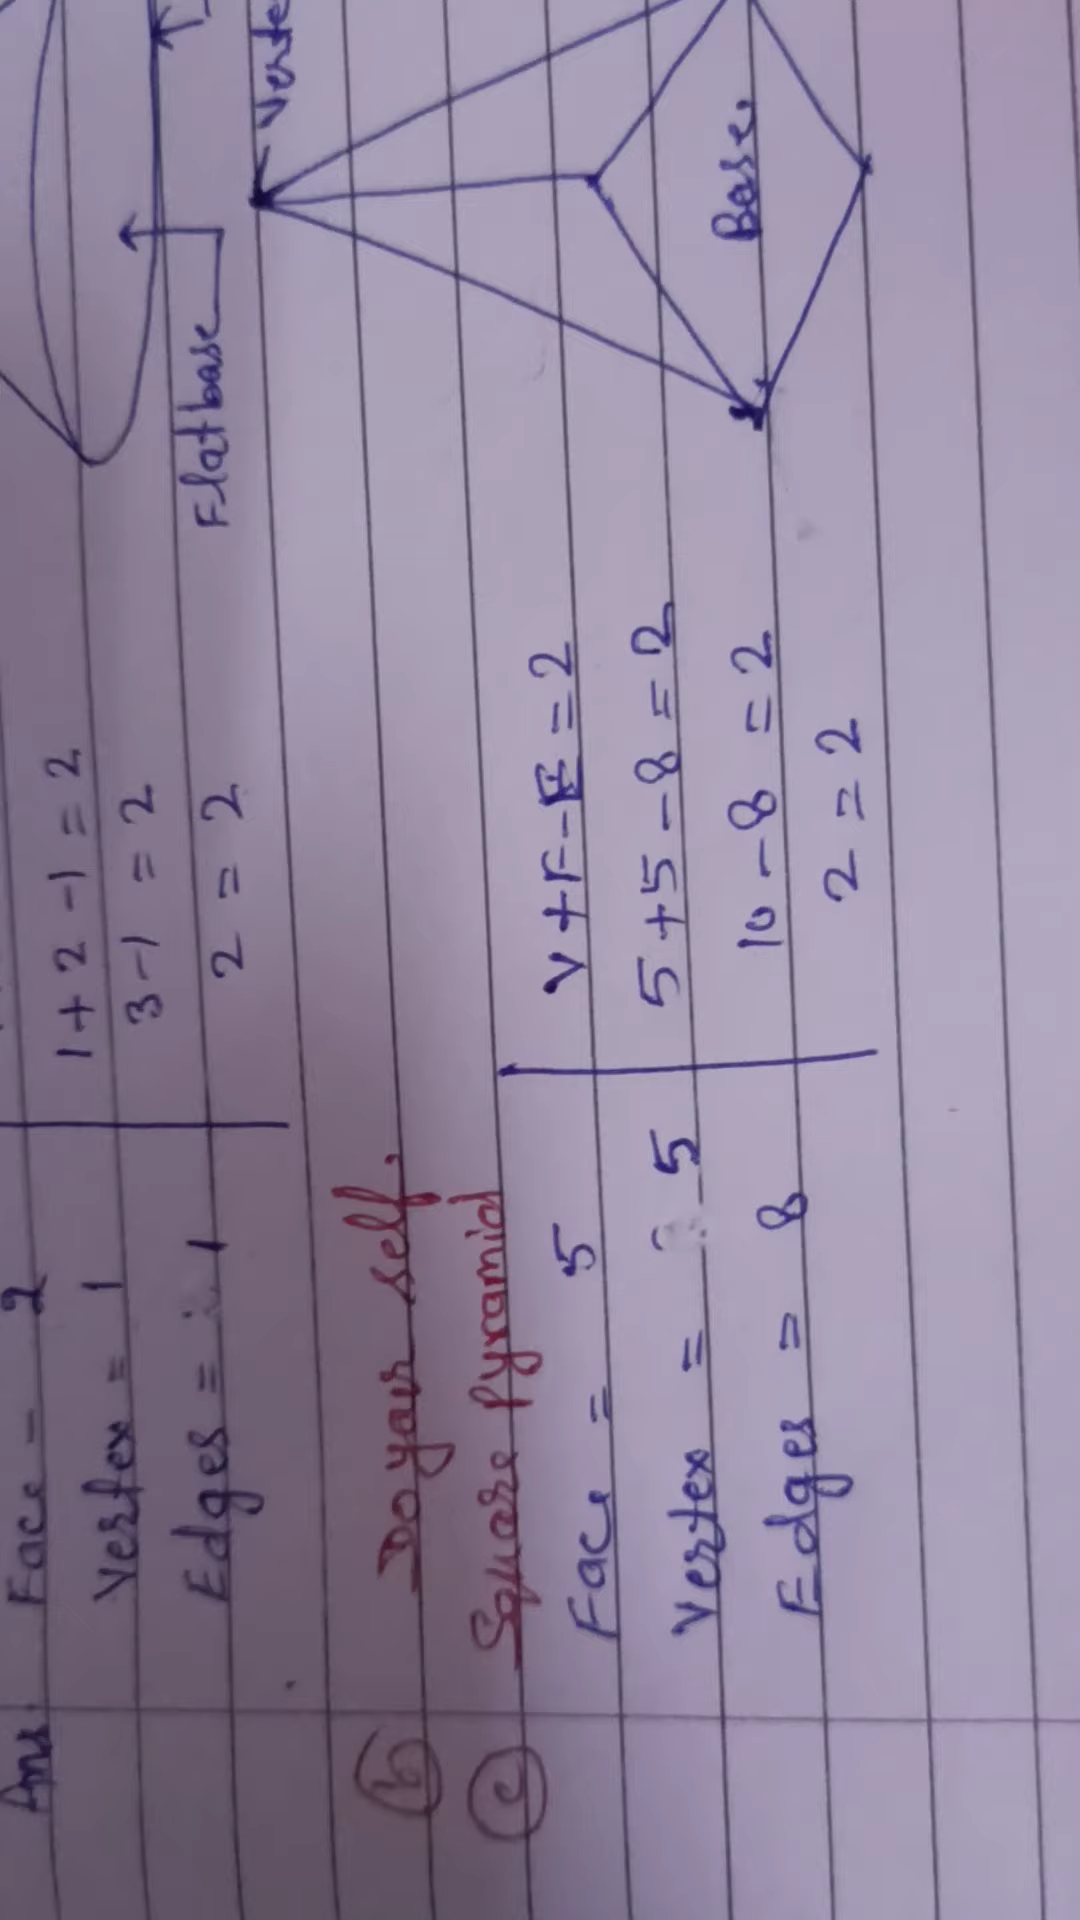 Ans. Face - 2
Vertex = 1
Edges = 1
1 + 2 - 1 = 2
3 - 1 = 2
2 = 2
Flat base
(b) Do your self.
(c) Square Pyramid
Face = 5
Vertex = 5
Edges = 8
V + F - E = 2
5 + 5 - 8 = 2
10 - 8 = 2
2 = 2
Base.